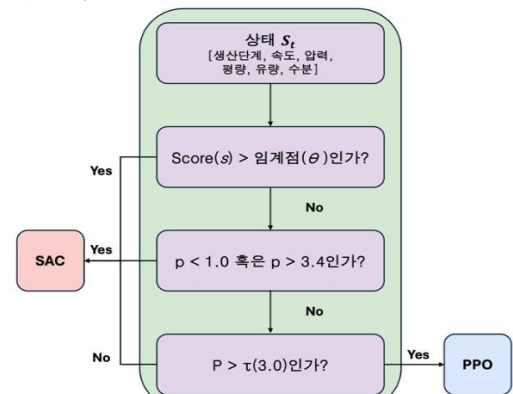 상태 S_t
[생산단계, 속도, 압력,
평량, 유량, 수분]
Score(s) > 임계점(θ)인가?
Yes
No
SAC
Yes
p < 1.0 혹은 p > 3.4인가?
No
No
P > τ(3.0)인가?
Yes
PPO